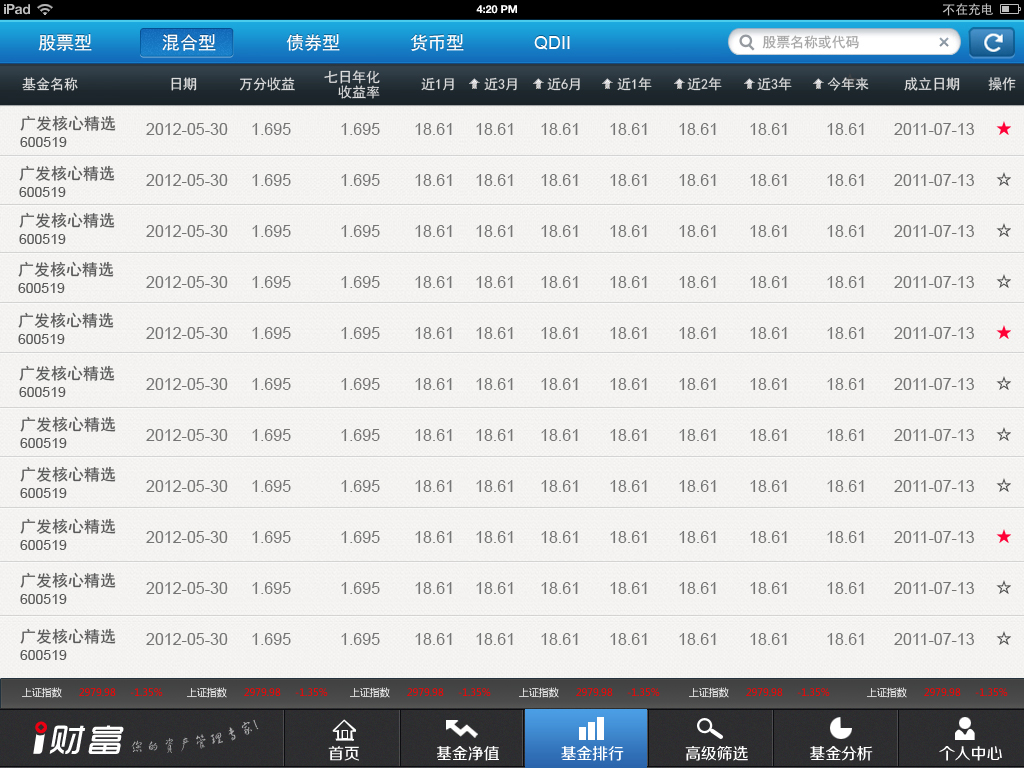 iPad 4:20 PM 不在充电
股票型 混合型 债券型 货币型 QDII 股票名称或代码
基金名称 日期 万分收益 七日年化收益率 近1月 近3月 近6月 近1年 近2年 近3年 今年来 成立日期 操作
广发核心精选 2012-05-30 1.695 1.695 18.61 18.61 18.61 18.61 18.61 18.61 18.61 2011-07-13
600519
广发核心精选 2012-05-30 1.695 1.695 18.61 18.61 18.61 18.61 18.61 18.61 18.61 2011-07-13
600519
广发核心精选 2012-05-30 1.695 1.695 18.61 18.61 18.61 18.61 18.61 18.61 18.61 2011-07-13
600519
广发核心精选 2012-05-30 1.695 1.695 18.61 18.61 18.61 18.61 18.61 18.61 18.61 2011-07-13
600519
广发核心精选 2012-05-30 1.695 1.695 18.61 18.61 18.61 18.61 18.61 18.61 18.61 2011-07-13
600519
广发核心精选 2012-05-30 1.695 1.695 18.61 18.61 18.61 18.61 18.61 18.61 18.61 2011-07-13
600519
广发核心精选 2012-05-30 1.695 1.695 18.61 18.61 18.61 18.61 18.61 18.61 18.61 2011-07-13
600519
广发核心精选 2012-05-30 1.695 1.695 18.61 18.61 18.61 18.61 18.61 18.61 18.61 2011-07-13
600519
广发核心精选 2012-05-30 1.695 1.695 18.61 18.61 18.61 18.61 18.61 18.61 18.61 2011-07-13
600519
广发核心精选 2012-05-30 1.695 1.695 18.61 18.61 18.61 18.61 18.61 18.61 18.61 2011-07-13
600519
广发核心精选 2012-05-30 1.695 1.695 18.61 18.61 18.61 18.61 18.61 18.61 18.61 2011-07-13
600519
上证指数 上证指数 上证指数 上证指数 上证指数 上证指数
i财富 你的资产管理专家! 首页 基金净值 基金排行 高级筛选 基金分析 个人中心